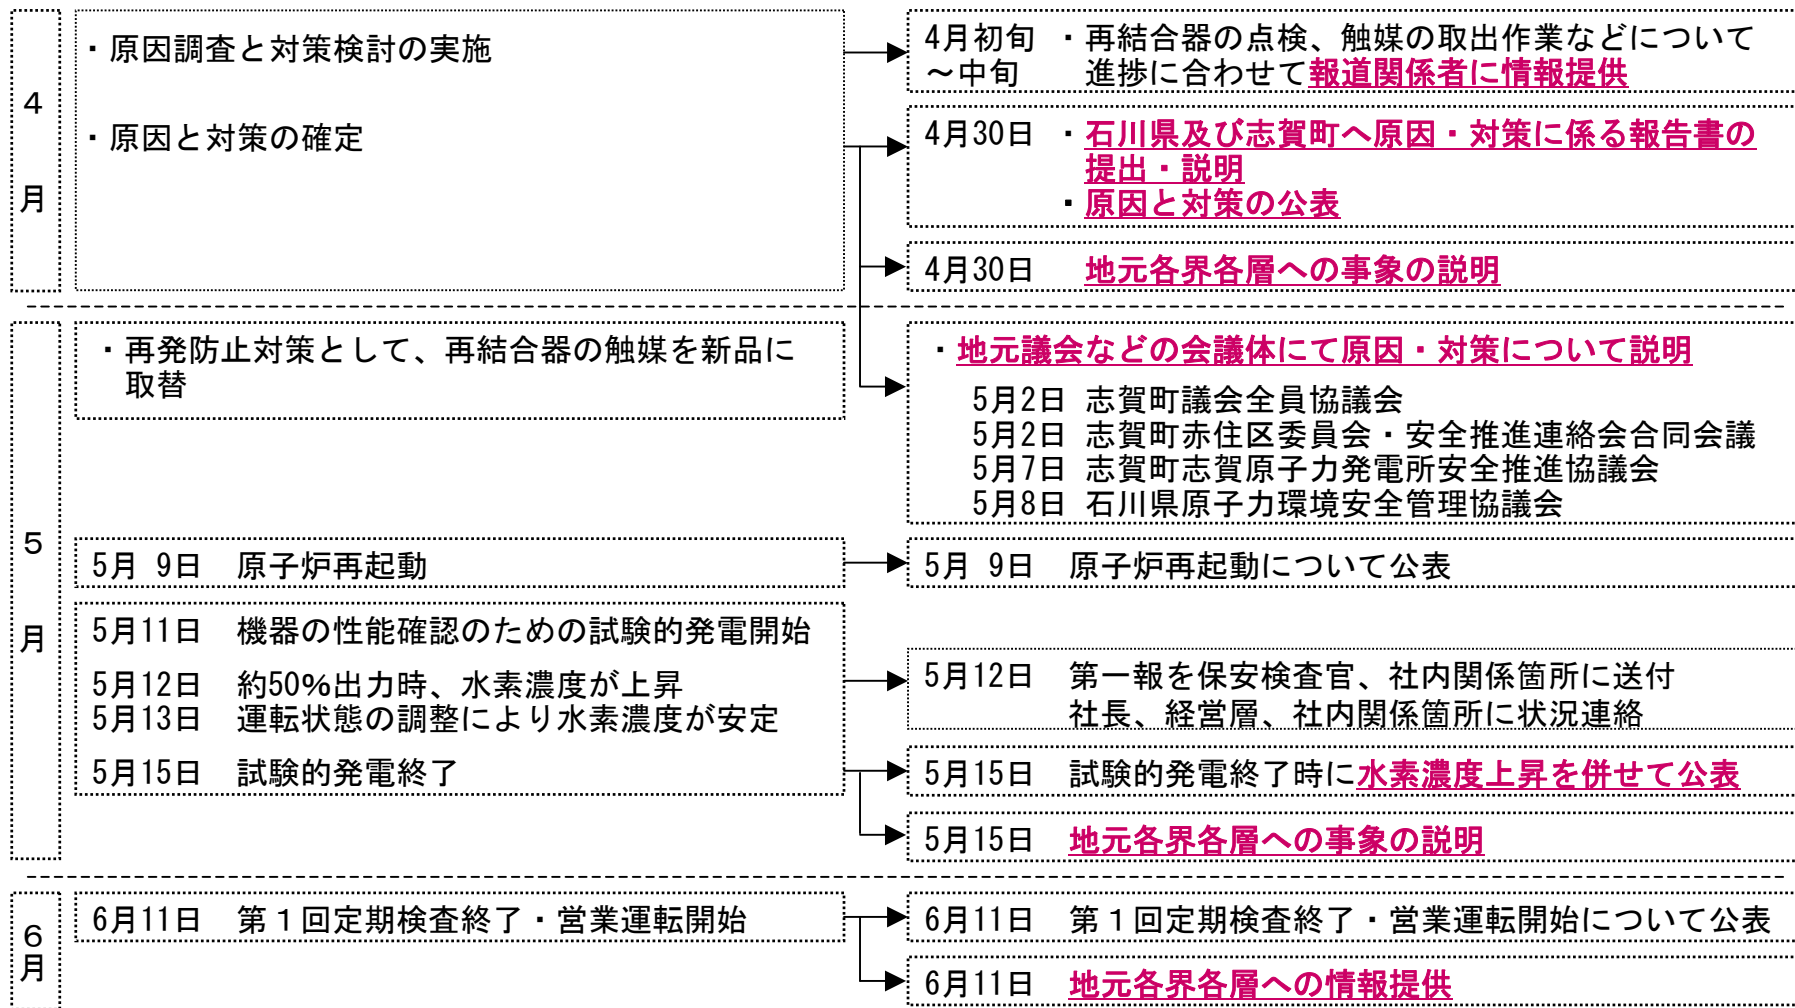 4
月
・原因調査と対策検討の実施
・原因と対策の確定
4月初旬 ・再結合器の点検、触媒の取出作業などについて
～中旬 進捗に合わせて報道関係者に情報提供
4月30日 ・石川県及び志賀町へ原因・対策に係る報告書の
提出・説明
・原因と対策の公表
4月30日 地元各界各層への事象の説明
5
月
・再発防止対策として、再結合器の触媒を新品に
取替
・地元議会などの会議体にて原因・対策について説明
5月2日 志賀町議会全員協議会
5月2日 志賀町赤住区委員会・安全推進連絡会合同会議
5月7日 志賀町志賀原子力発電所安全推進協議会
5月8日 石川県原子力環境安全管理協議会
5月 9日 原子炉再起動
5月 9日 原子炉再起動について公表
5月11日 機器の性能確認のための試験的発電開始
5月12日 約50%出力時、水素濃度が上昇
5月13日 運転状態の調整により水素濃度が安定
5月15日 試験的発電終了
5月12日 第一報を保安検査官、社内関係箇所に送付
社長、経営層、社内関係箇所に状況連絡
5月15日 試験的発電終了時に水素濃度上昇を併せて公表
5月15日 地元各界各層への事象の説明
6
月
6月11日 第１回定期検査終了・営業運転開始
6月11日 第１回定期検査終了・営業運転開始について公表
6月11日 地元各界各層への情報提供